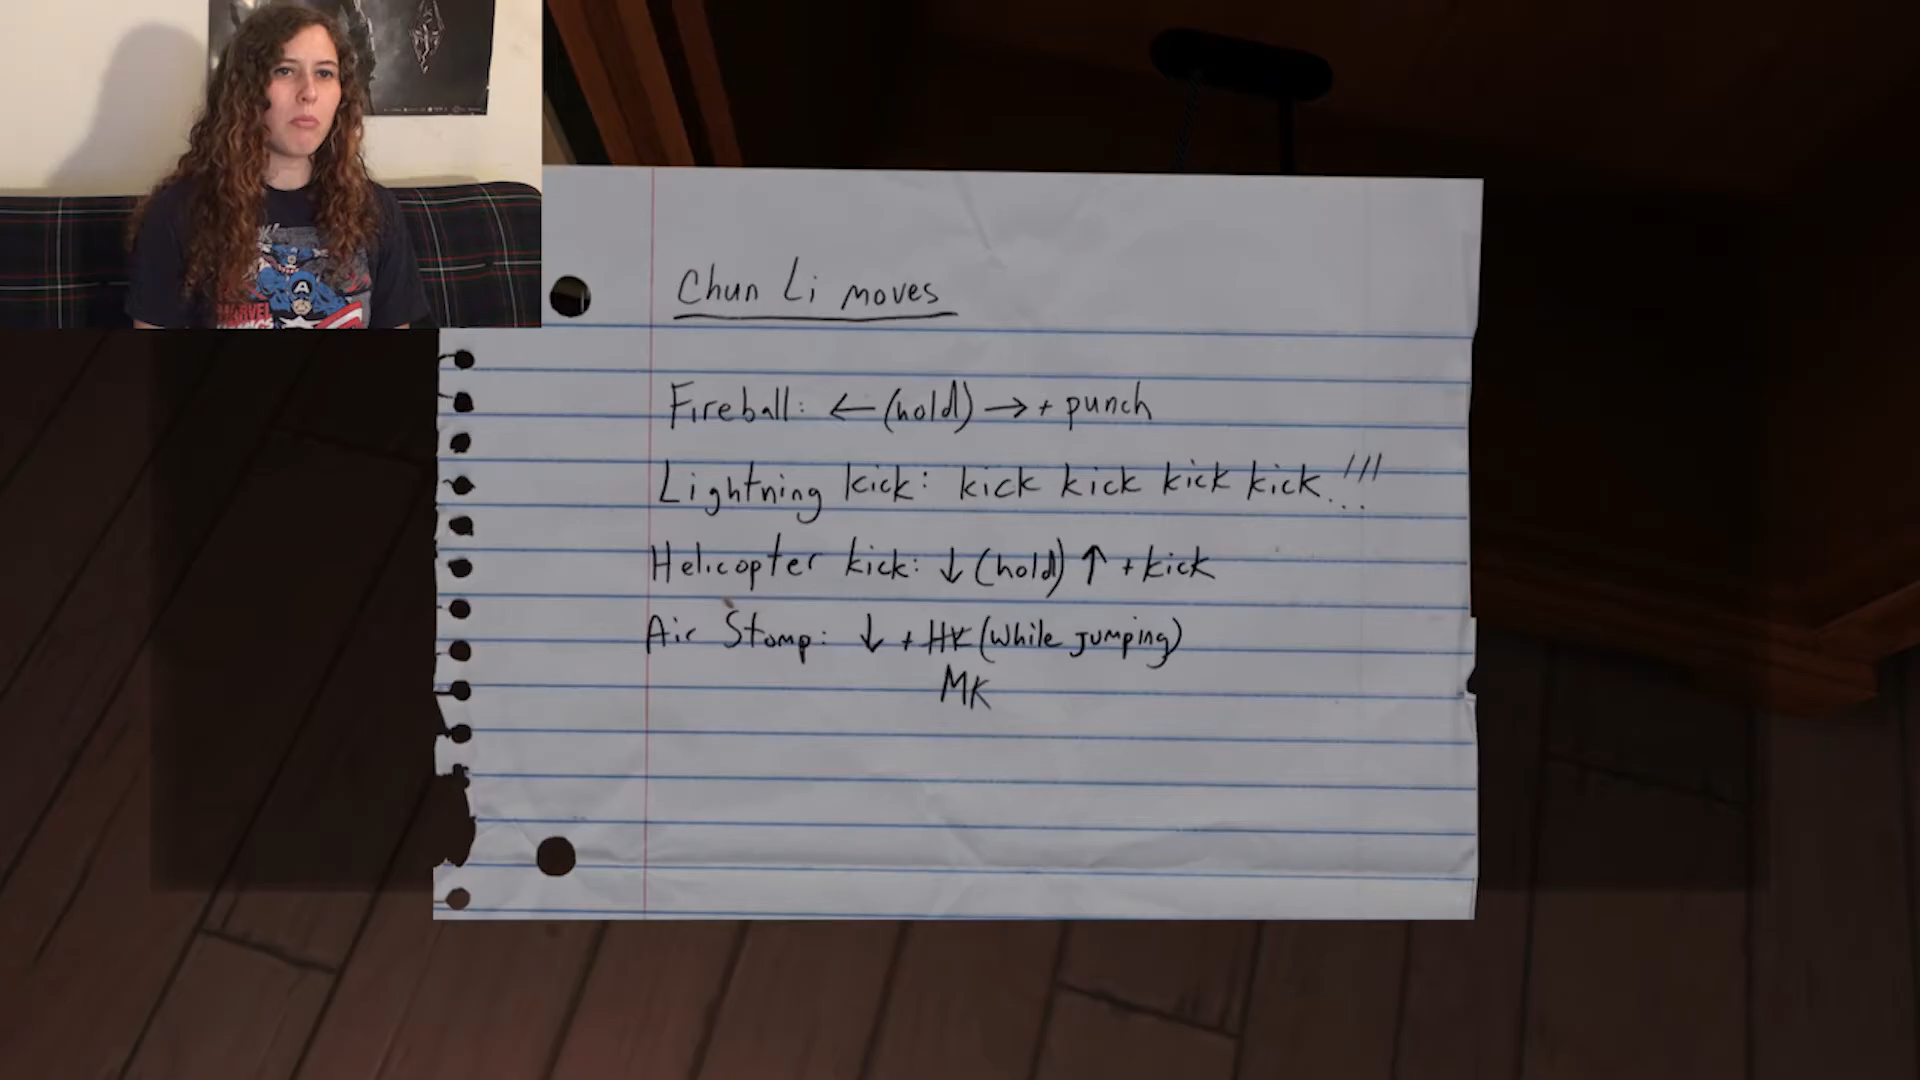 Chun Li moves
Fireball: ← (hold) → + punch
Lightning kick: kick kick kick kick!!!
Helicopter kick: ↓ (hold) ↑ + kick
Air Stomp: ↓ + HK (while jumping)
MK
MARVEL
A